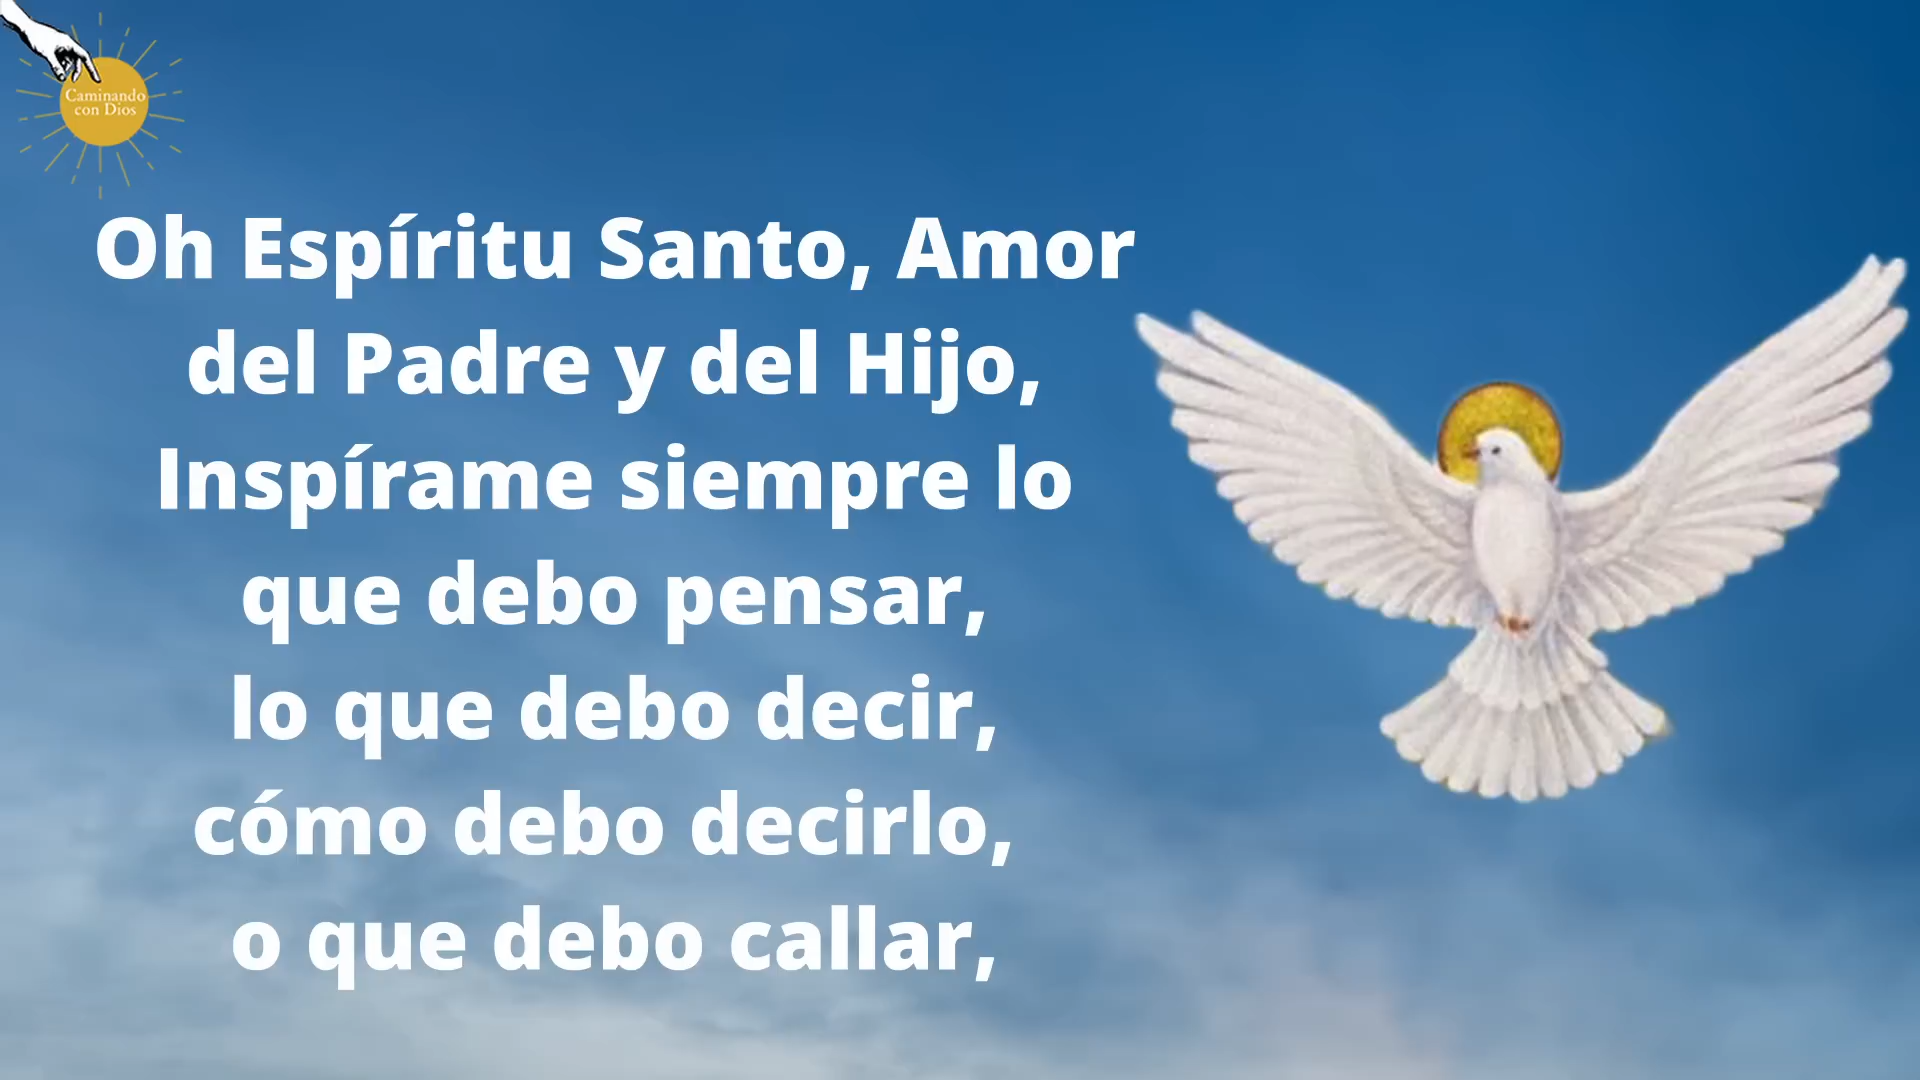 Caminando
con Dios
Oh Espíritu Santo, Amor
del Padre y del Hijo,
Inspírame siempre lo
que debo pensar,
lo que debo decir,
cómo debo decirlo,
o que debo callar,